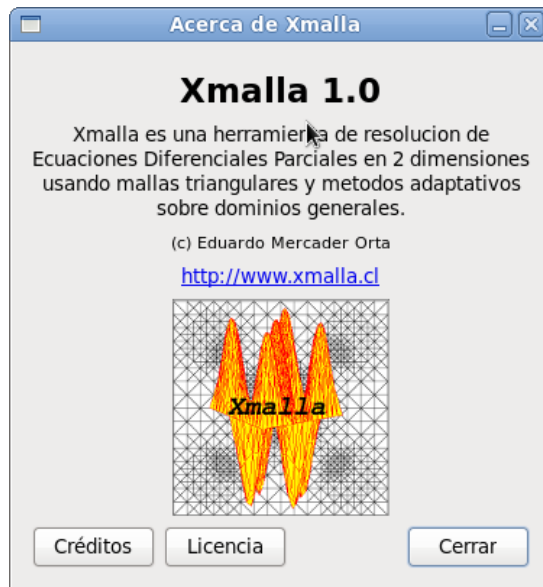 Acerca de Xmalla
Xmalla 1.0
Xmalla es una herramienta de resolucion de
Ecuaciones Diferenciales Parciales en 2 dimensiones
usando mallas triangulares y metodos adaptativos
sobre dominios generales.
(c) Eduardo Mercader Orta
http://www.xmalla.cl
Xmalla
Créditos
Licencia
Cerrar